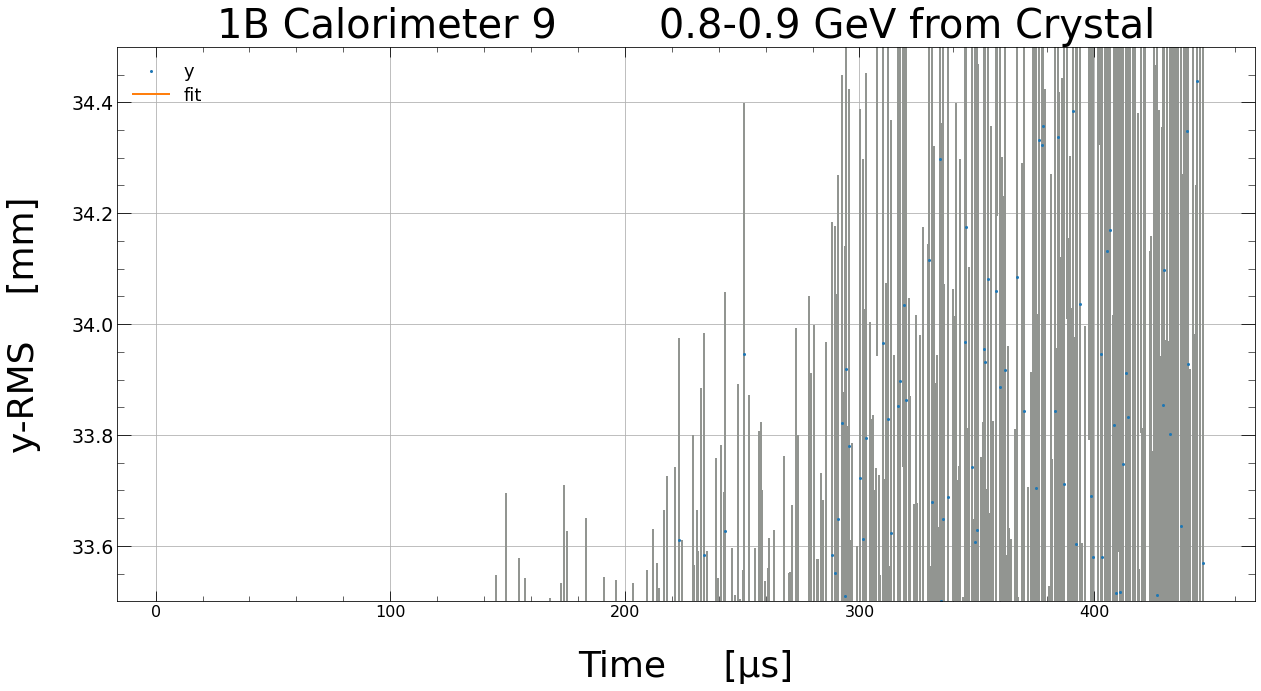 1B Calorimeter 9 0.8-0.9 GeV from Crystal
y
fit
34.4
34.2
34.0
33.8
33.6
y-RMS [mm]
0 100 200 300 400
Time [μs]